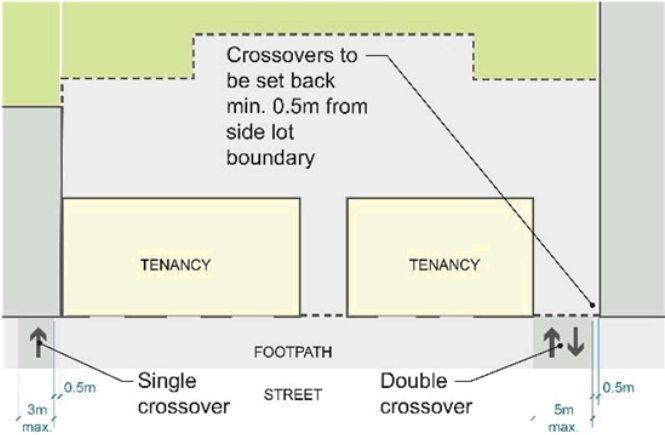 Crossovers to
be set back
min. 0.5m from
side lot
boundary
TENANCY
TENANCY
FOOTPATH
STREET
Single
crossover
Double
crossover
0.5m
3m
max.
0.5m
5m
max.